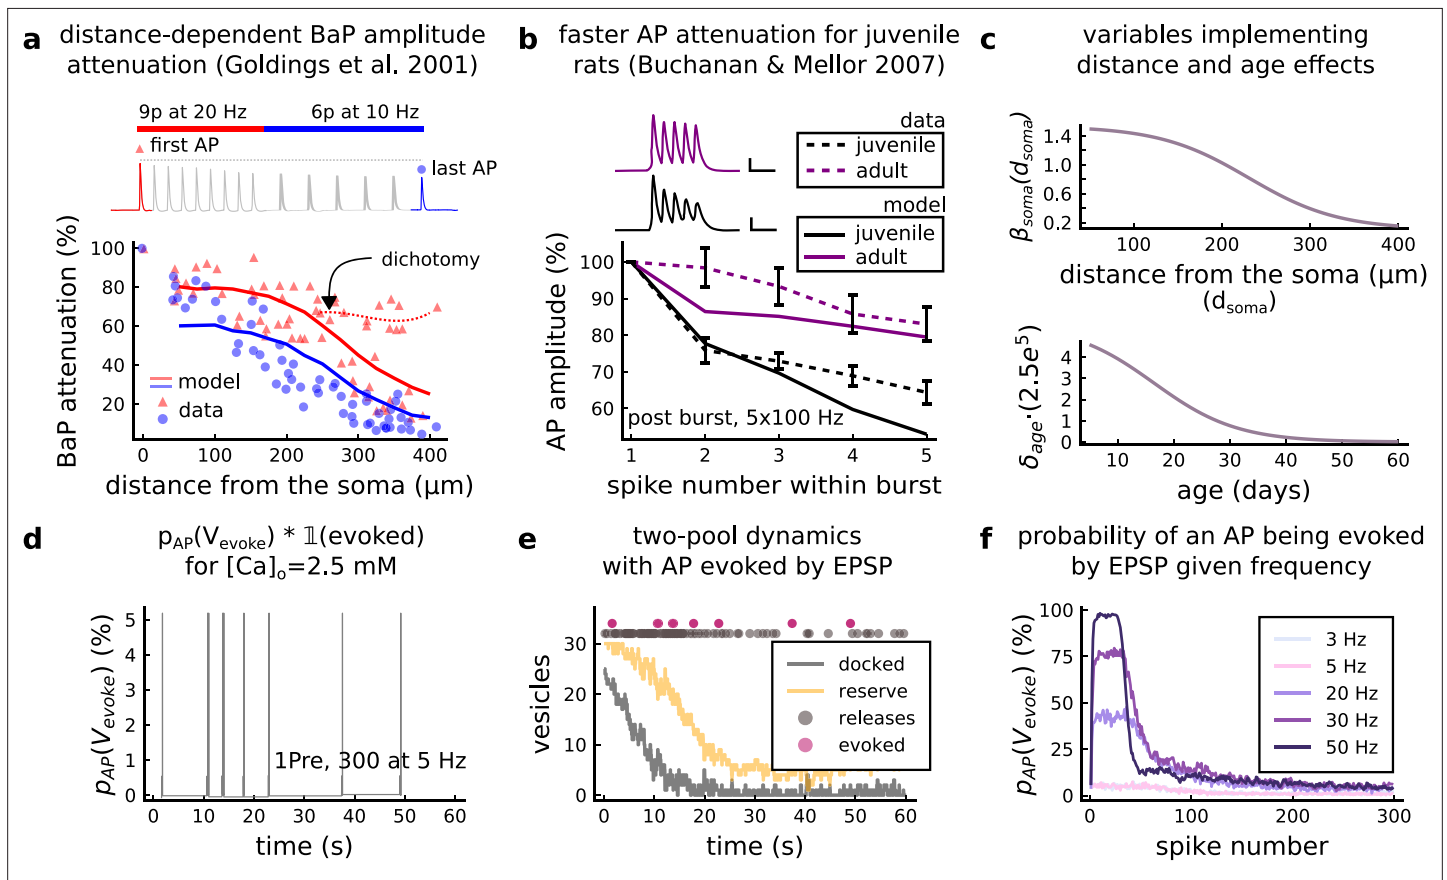 a distance-dependent BaP amplitude
attenuation (Goldings et al. 2001)
9p at 20 Hz 6p at 10 Hz
first AP
last AP
dichotomy
model
data
BaP attenuation (%)
100
80
60
40
20
0 100 200 300 400
distance from the soma (μm)
b faster AP attenuation for juvenile
rats (Buchanan & Mellor 2007)
data
juvenile
adult
model
juvenile
adult
AP amplitude (%)
100
90
80
70
60
post burst, 5x100 Hz
1 2 3 4 5
spike number within burst
c variables implementing
distance and age effects
β_soma(d_soma)
1.4
1.0
0.6
0.2
100 200 300 400
distance from the soma (μm)
(d_soma)
δ_age·(2.5e⁵)
4
3
2
1
0
10 20 30 40 50 60
age (days)
d p_AP(V_evoke) * 𝟙(evoked)
for [Ca]ₒ=2.5 mM
p_AP(V_evoke) (%)
5
4
3
2
1
0
1Pre, 300 at 5 Hz
0 10 20 30 40 50 60
time (s)
e two-pool dynamics
with AP evoked by EPSP
vesicles
30
20
10
0
docked
reserve
releases
evoked
0 10 20 30 40 50 60
time (s)
f probability of an AP being evoked
by EPSP given frequency
p_AP(V_evoke) (%)
100
75
50
25
0
3 Hz
5 Hz
20 Hz
30 Hz
50 Hz
0 100 200 300
spike number